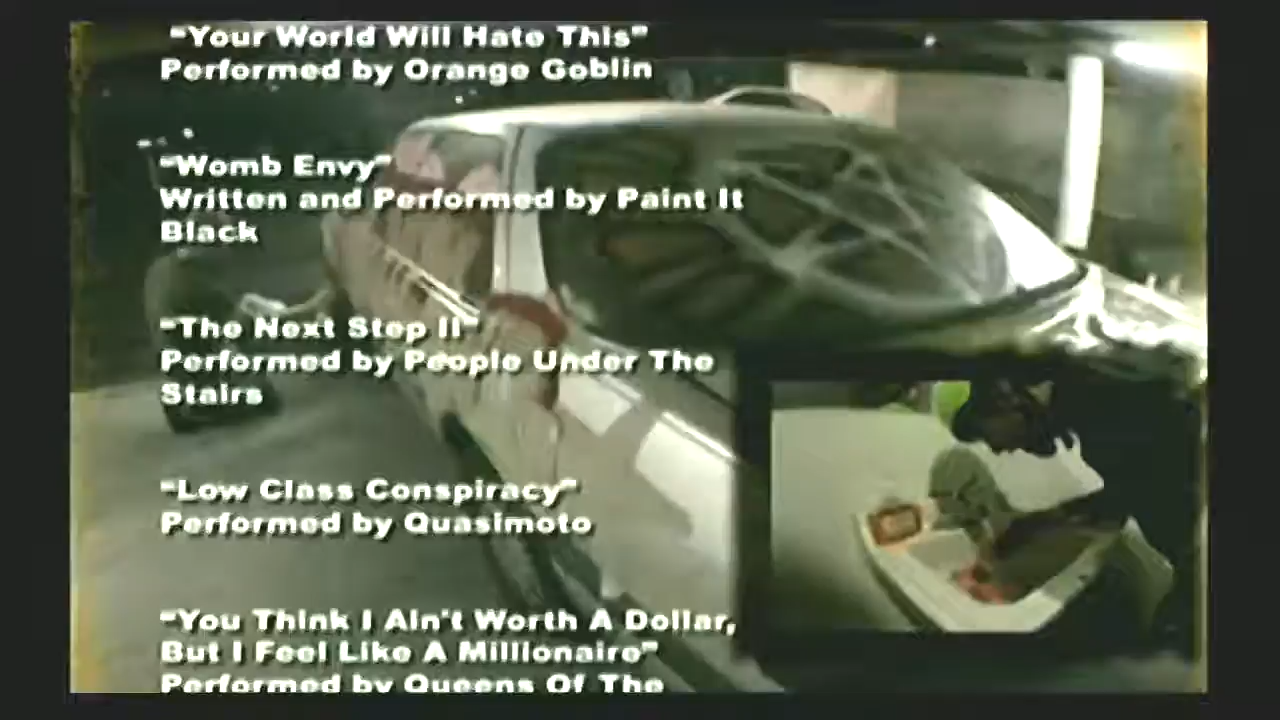 "Your World Will Hate This"
Performed by Orange Goblin
"Womb Envy"
Written and Performed by Paint It
Black
"The Next Step II"
Performed by People Under The
Stairs
"Low Class Conspiracy"
Performed by Quasimoto
"You Think I Ain't Worth A Dollar,
But I Feel Like A Millionaire"
Performed by Queens Of The